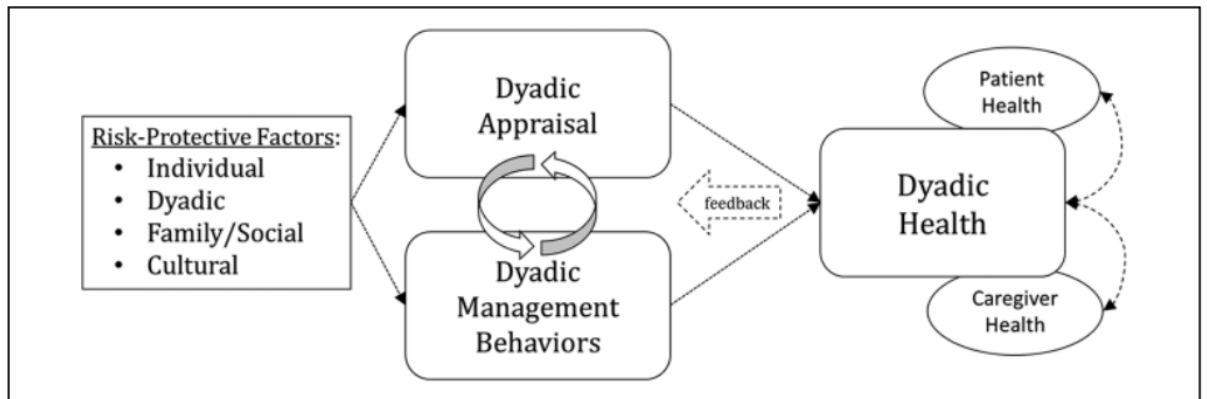 Risk-Protective Factors:
• Individual
• Dyadic
• Family/Social
• Cultural
Dyadic
Appraisal
Dyadic
Management
Behaviors
feedback
Patient
Health
Dyadic
Health
Caregiver
Health